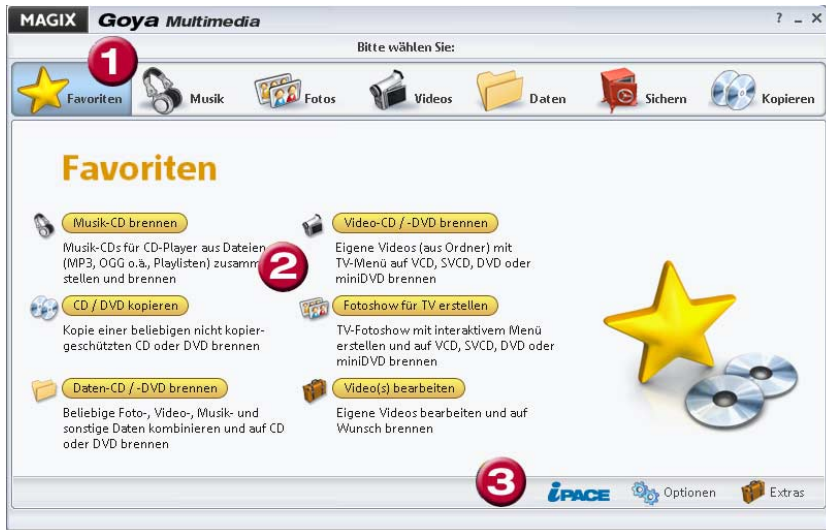 MAGIX Goya Multimedia ? _ X
Bitte wählen Sie:
1
Favoriten Musik Fotos Videos Daten Sichern Kopieren
Favoriten
Musik-CD brennen
Musik-CDs für CD-Player aus Dateien
(MP3, OGG o.ä., Playlisten) zusamm
stellen und brennen
2
Video-CD / -DVD brennen
Eigene Videos (aus Ordner) mit
TV-Menü auf VCD, SVCD, DVD oder
miniDVD brennen
CD / DVD kopieren
Kopie einer beliebigen nicht kopier-
geschützten CD oder DVD brennen
Fotoshow für TV erstellen
TV-Fotoshow mit interaktivem Menü
erstellen und auf VCD, SVCD, DVD oder
miniDVD brennen
Daten-CD / -DVD brennen
Beliebige Foto-, Video-, Musik- und
sonstige Daten kombinieren und auf CD
oder DVD brennen
Video(s) bearbeiten
Eigene Videos bearbeiten und auf
Wunsch brennen
3
iPACE Optionen Extras